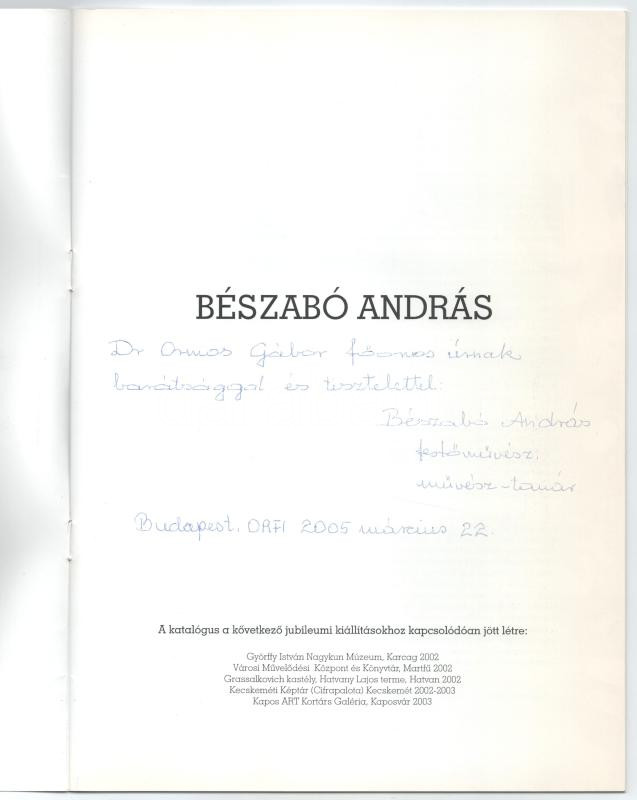 BÉSZABÓ ANDRÁS
Dr Ormos Gábor főorvos úrnak
barátsággal és tisztelettel:
Bészabó András
festőművész.
művész-tanár
Budapest, ORFI 2005 március 22.
A katalógus a következő jubileumi kiállításokhoz kapcsolódóan jött létre:
Györffy István Nagykun Múzeum, Karcag 2002
Városi Művelődési Központ és Könyvtár, Martfű 2002
Grassalkovich kastély, Hatvany Lajos terme, Hatvan 2002
Kecskeméti Képtár (Cifrapalota) Kecskemét 2002-2003
Kapos ART Kortárs Galéria, Kaposvár 2003